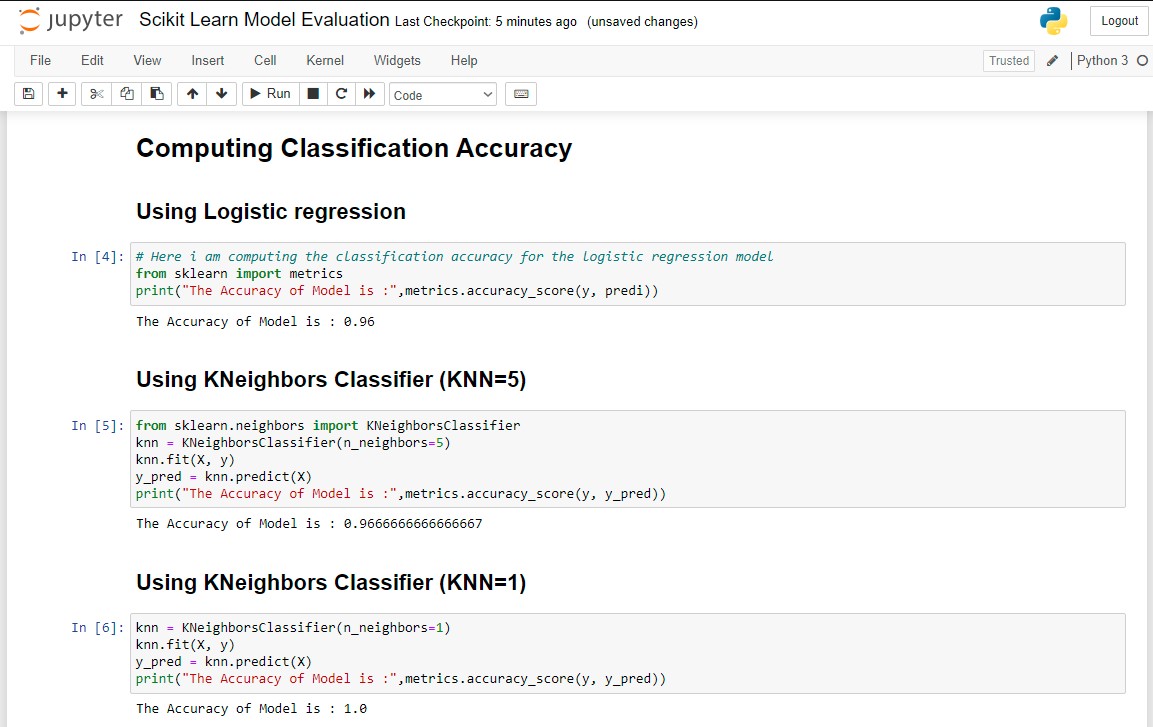 jupyter Scikit Learn Model Evaluation Last Checkpoint: 5 minutes ago (unsaved changes) Logout
File Edit View Insert Cell Kernel Widgets Help Trusted Python 3
Run Code
Computing Classification Accuracy
Using Logistic regression
In [4]: # Here i am computing the classification accuracy for the logistic regression model
from sklearn import metrics
print("The Accuracy of Model is :",metrics.accuracy_score(y, predi))
The Accuracy of Model is : 0.96
Using KNeighbors Classifier (KNN=5)
In [5]: from sklearn.neighbors import KNeighborsClassifier
knn = KNeighborsClassifier(n_neighbors=5)
knn.fit(X, y)
y_pred = knn.predict(X)
print("The Accuracy of Model is :",metrics.accuracy_score(y, y_pred))
The Accuracy of Model is : 0.9666666666666667
Using KNeighbors Classifier (KNN=1)
In [6]: knn = KNeighborsClassifier(n_neighbors=1)
knn.fit(X, y)
y_pred = knn.predict(X)
print("The Accuracy of Model is :",metrics.accuracy_score(y, y_pred))
The Accuracy of Model is : 1.0